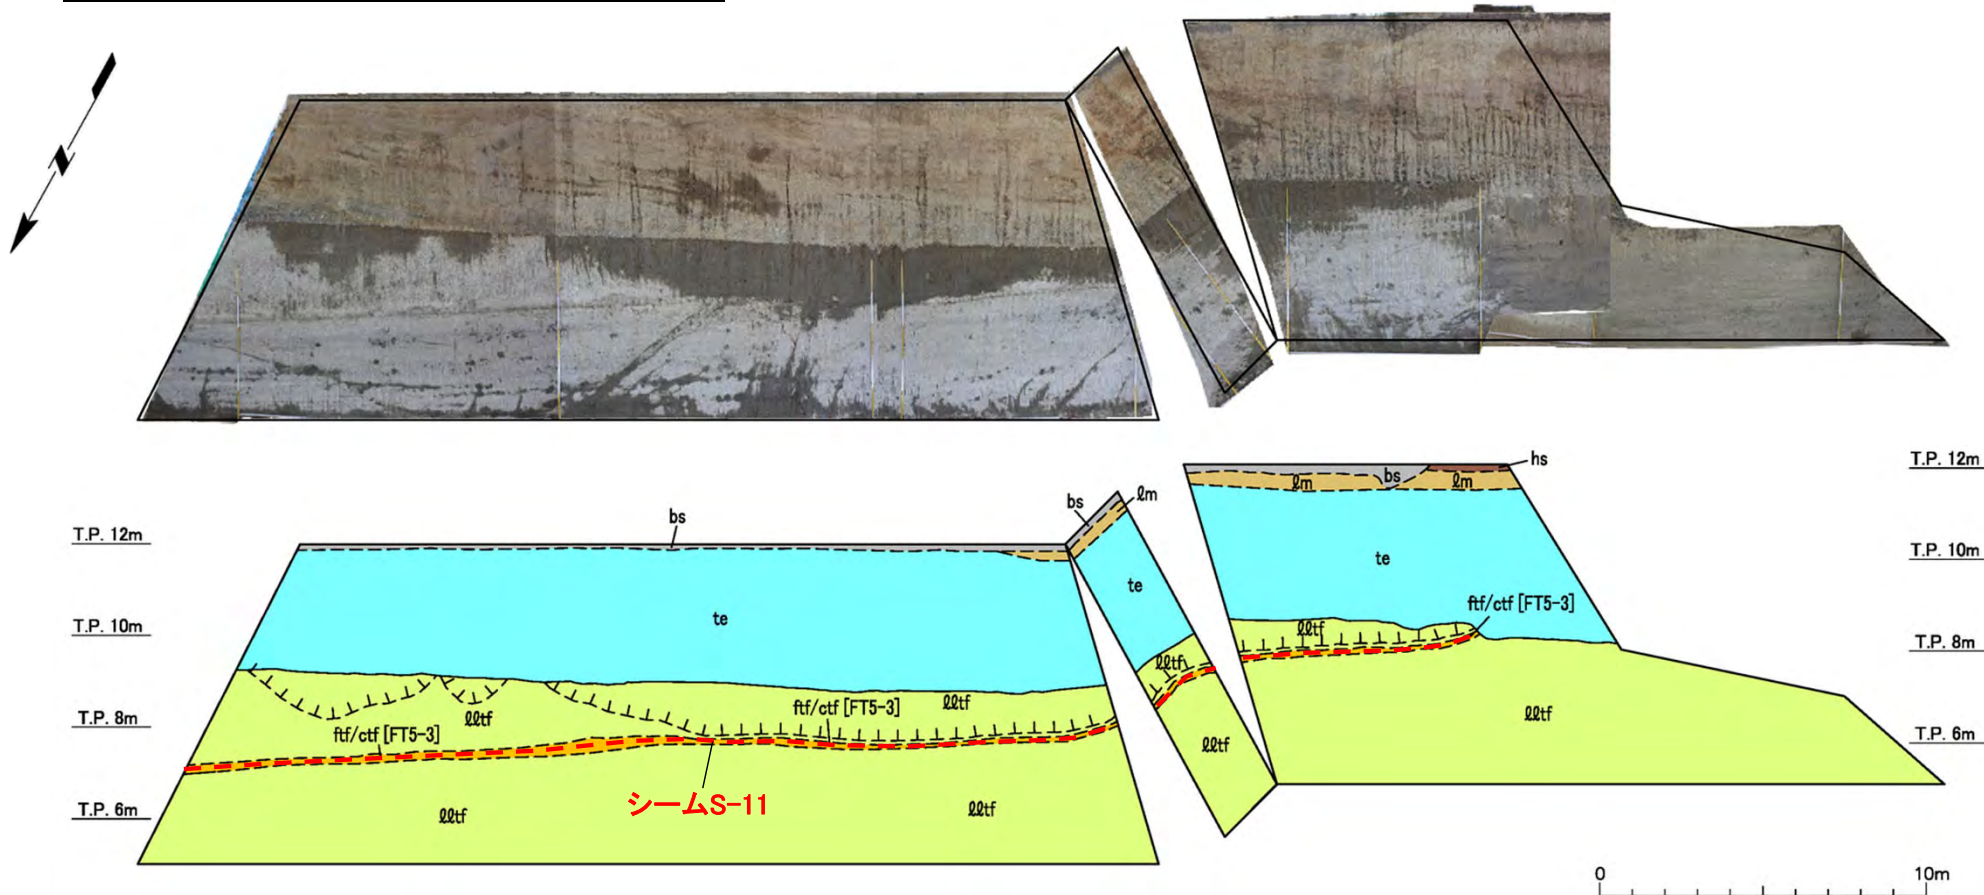 hs
T.P. 12m
bs
lm
lm
T.P. 12m
bs
lm
bs
T.P. 12m
te
T.P. 10m
te
te
ftf/ctf [FT5-3]
T.P. 10m
lltf
T.P. 8m
lltf
ftf/ctf [FT5-3]
lltf
T.P. 8m
lltf
ftf/ctf [FT5-3]
lltf
lltf
T.P. 6m
シームS-11
T.P. 6m
lltf
lltf
0 10m